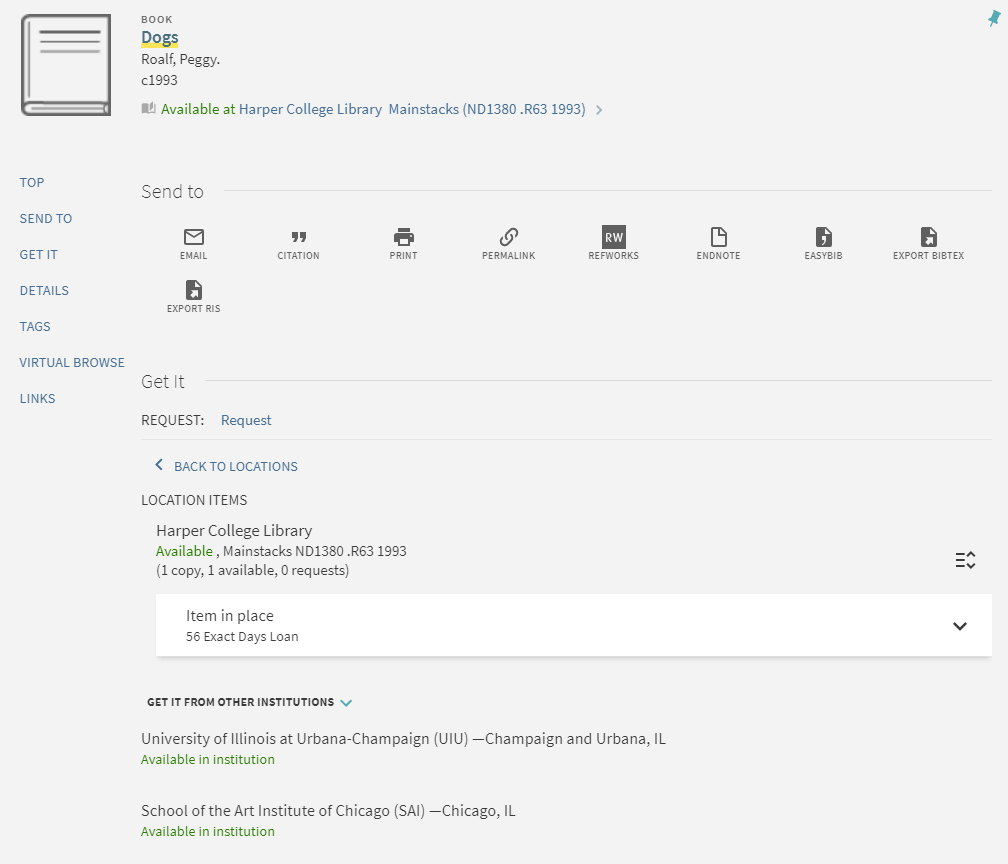 BOOK
Dogs
Roalf, Peggy.
c1993
Available at Harper College Library Mainstacks (ND1380 .R63 1993)
TOP
SEND TO
GET IT
DETAILS
TAGS
VIRTUAL BROWSE
LINKS
Send to
EMAIL
CITATION
PRINT
PERMALINK
RW
REFWORKS
ENDNOTE
EASYBIB
EXPORT BIBTEX
EXPORT RIS
Get It
REQUEST: Request
BACK TO LOCATIONS
LOCATION ITEMS
Harper College Library
Available , Mainstacks ND1380 .R63 1993
(1 copy, 1 available, 0 requests)
Item in place
56 Exact Days Loan
GET IT FROM OTHER INSTITUTIONS
University of Illinois at Urbana-Champaign (UIU) —Champaign and Urbana, IL
Available in institution
School of the Art Institute of Chicago (SAI) —Chicago, IL
Available in institution